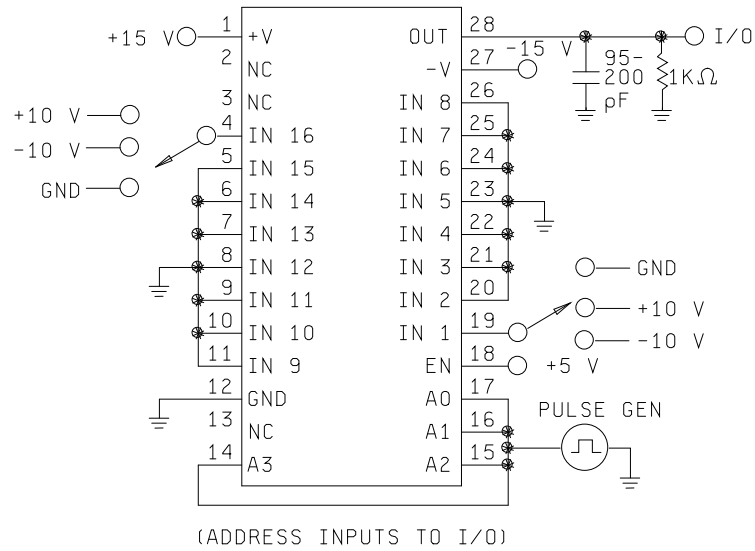 1 28
+15 V +V OUT I/O
2 27 -15 V
NC -V
95-200 pF
1KΩ
3 26
NC IN 8
+10 V
4 25
IN 16 IN 7
-10 V
5 24
IN 15 IN 6
GND
6 23
IN 14 IN 5
7 22
IN 13 IN 4
8 21
IN 12 IN 3
GND
9 20
IN 11 IN 2
+10 V
10 19
IN 10 IN 1
-10 V
11 18
IN 9 EN +5 V
12 17
GND A0
PULSE GEN
13 16
NC A1
14 15
A3 A2
(ADDRESS INPUTS TO I/O)